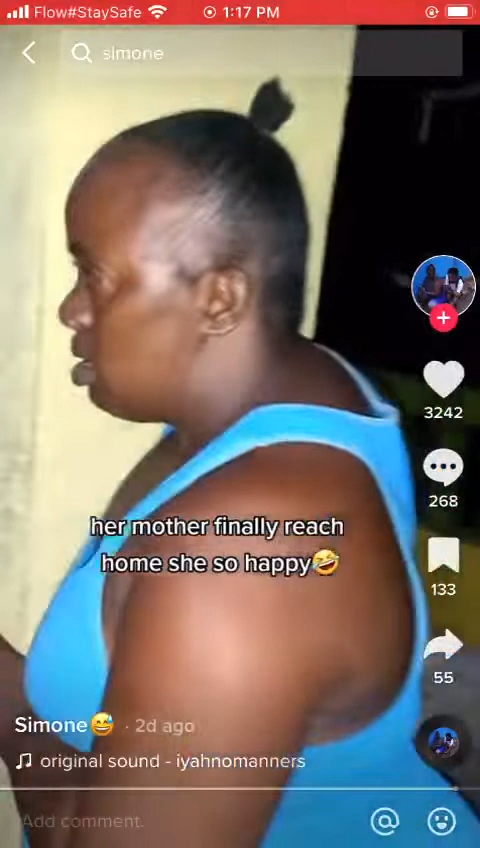 Flow#StaySafe
1:17 PM
simone
3242
268
133
55
her mother finally reach
home she so happy🤣
Simone😅 · 2d ago
original sound - iyahnomanners
Add comment.